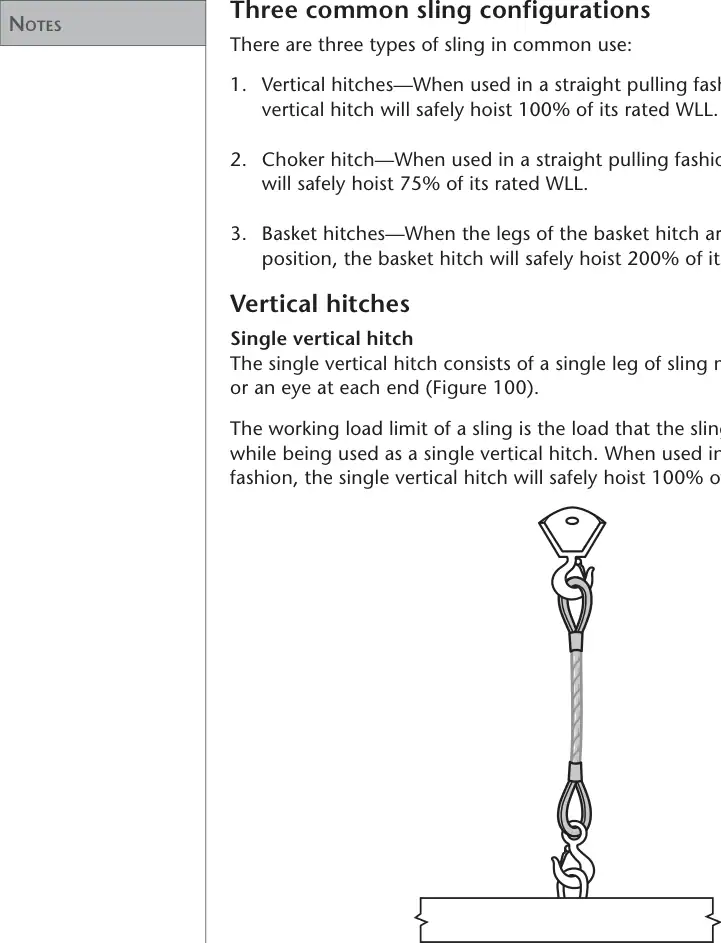 NOTES
Three common sling configurations
There are three types of sling in common use:
1. Vertical hitches—When used in a straight pulling
vertical hitch will safely hoist 100% of its rated WLL.
2. Choker hitch—When used in a straight pulling
will safely hoist 75% of its rated WLL.
3. Basket hitches—When the legs of the basket hitch
position, the basket hitch will safely hoist 200% of
Vertical hitches
Single vertical hitch
The single vertical hitch consists of a single leg of sling
or an eye at each end (Figure 100).
The working load limit of a sling is the load that the
while being used as a single vertical hitch. When used in
fashion, the single vertical hitch will safely hoist 100%